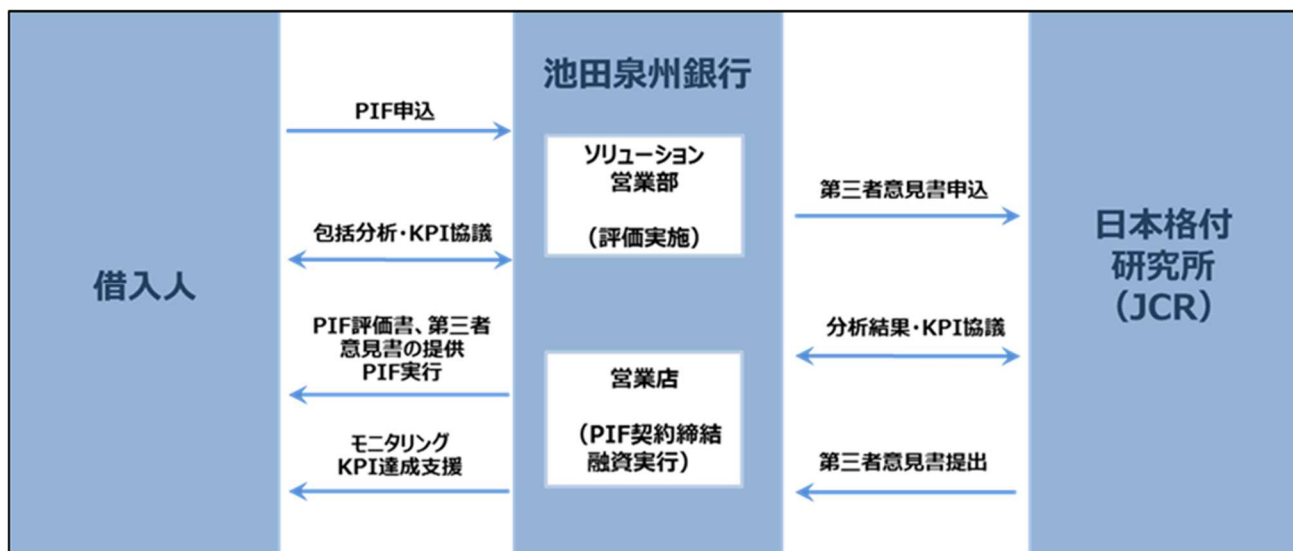 借入人
PIF申込
包括分析・KPI協議
PIF評価書、第三者
意見書の提供
PIF実行
モニタリング
KPI達成支援
池田泉州銀行
ソリューション
営業部
（評価実施）
営業店
（PIF契約締結
融資実行）
第三者意見書申込
分析結果・KPI協議
第三者意見書提出
日本格付
研究所
（JCR）